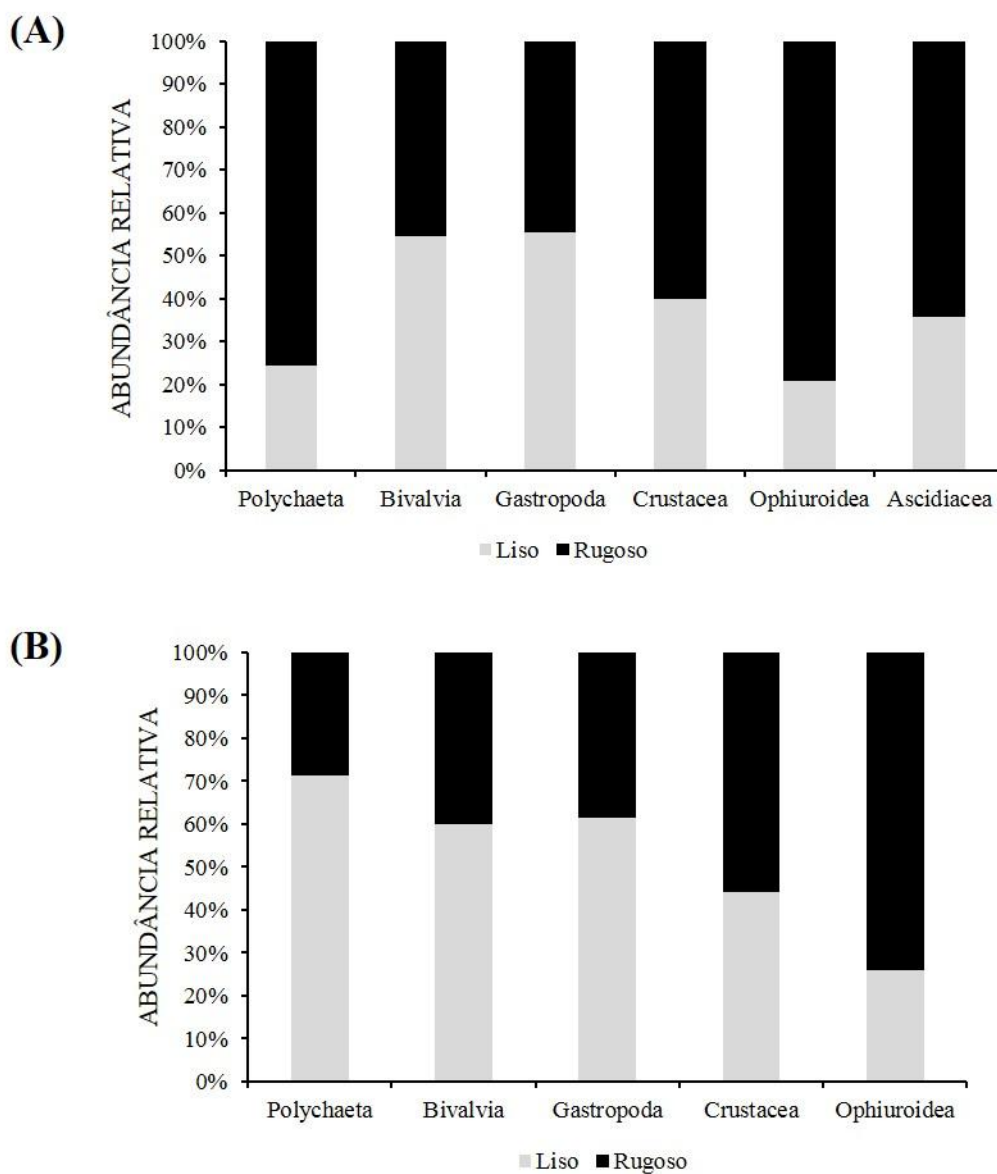 (A)
ABUNDÂNCIA RELATIVA
100%
90%
80%
70%
60%
50%
40%
30%
20%
10%
0%
Polychaeta Bivalvia Gastropoda Crustacea Ophiuroidea Ascidiacea
Liso Rugoso
(B)
ABUNDÂNCIA RELATIVA
100%
90%
80%
70%
60%
50%
40%
30%
20%
10%
0%
Polychaeta Bivalvia Gastropoda Crustacea Ophiuroidea
Liso Rugoso